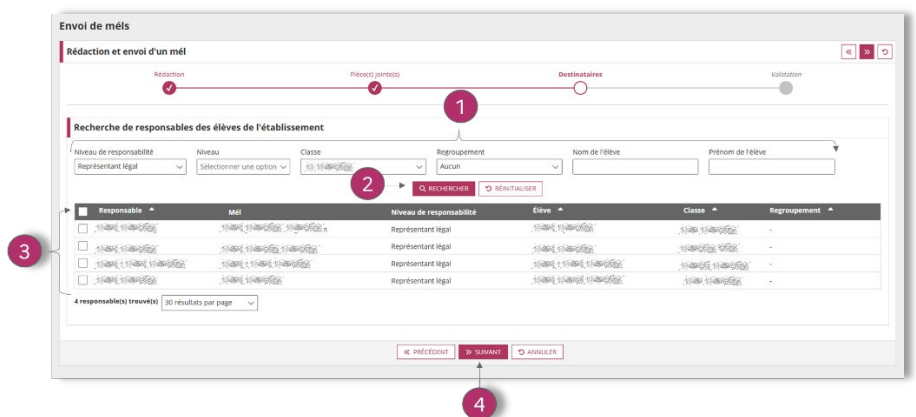 Envoi de méls
Rédaction et envoi d'un mél
Rédaction Pièce(s) jointe(s) Destinataires Validation
1
Recherche de responsables des élèves de l'établissement
Niveau de responsabilité Niveau Classe Regroupement Nom de l'élève Prénom de l'élève
Représentant légal Sélectionner une option Aucun
2
RECHERCHER RÉINITIALISER
Responsable Mél Niveau de responsabilité Élève Classe Regroupement
Représentant légal -
3
Représentant légal -
Représentant légal -
Représentant légal -
4 responsable(s) trouvé(s) 30 résultats par page
PRÉCÉDENT SUIVANT ANNULER
4